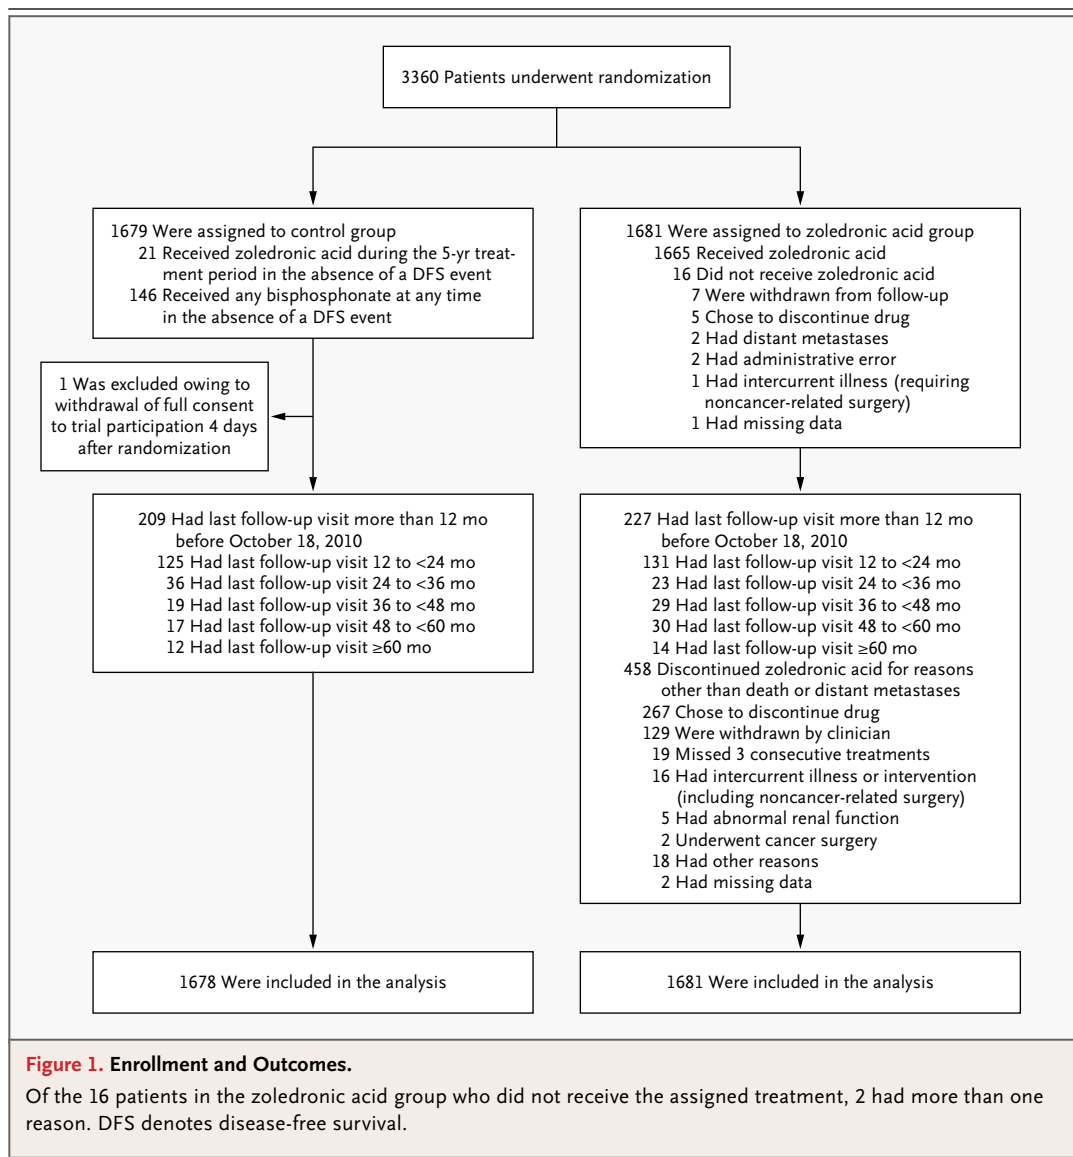 3360 Patients underwent randomization
1679 Were assigned to control group
21 Received zoledronic acid during the 5-yr treat-
ment period in the absence of a DFS event
146 Received any bisphosphonate at any time
in the absence of a DFS event
1681 Were assigned to zoledronic acid group
1665 Received zoledronic acid
16 Did not receive zoledronic acid
7 Were withdrawn from follow-up
5 Chose to discontinue drug
2 Had distant metastases
2 Had administrative error
1 Had intercurrent illness (requiring
noncancer-related surgery)
1 Had missing data
1 Was excluded owing to
withdrawal of full consent
to trial participation 4 days
after randomization
209 Had last follow-up visit more than 12 mo
before October 18, 2010
125 Had last follow-up visit 12 to <24 mo
36 Had last follow-up visit 24 to <36 mo
19 Had last follow-up visit 36 to <48 mo
17 Had last follow-up visit 48 to <60 mo
12 Had last follow-up visit ≥60 mo
227 Had last follow-up visit more than 12 mo
before October 18, 2010
131 Had last follow-up visit 12 to <24 mo
23 Had last follow-up visit 24 to <36 mo
29 Had last follow-up visit 36 to <48 mo
30 Had last follow-up visit 48 to <60 mo
14 Had last follow-up visit ≥60 mo
458 Discontinued zoledronic acid for reasons
other than death or distant metastases
267 Chose to discontinue drug
129 Were withdrawn by clinician
19 Missed 3 consecutive treatments
16 Had intercurrent illness or intervention
(including noncancer-related surgery)
5 Had abnormal renal function
2 Underwent cancer surgery
18 Had other reasons
2 Had missing data
1678 Were included in the analysis
1681 Were included in the analysis
Figure 1. Enrollment and Outcomes.
Of the 16 patients in the zoledronic acid group who did not receive the assigned treatment, 2 had more than one
reason. DFS denotes disease-free survival.